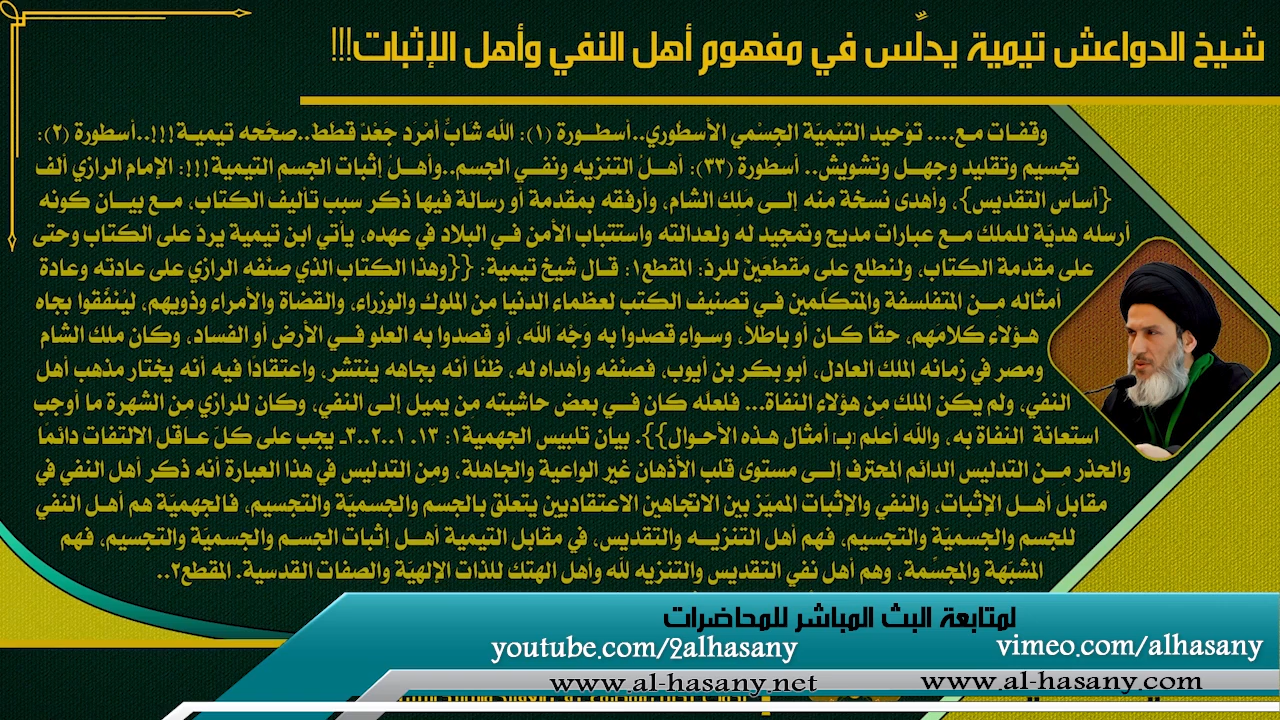 شيخ الدواعش تيمية يدلّس في مفهوم أهل النفي وأهل الإثبات!!!
وقفات مع.... تَوْحيد التَيْمِيّة الجِسْمي الأسطوري..أسطورة (١): الله شَابٌّ أَمْرَد جَعْدٌ قَطَط..صحّحه تيمية!!!..أسطورة (٢):
تجسيم وتقليد وجهل وتشويش.. أسطورة (٣٣): أهلُ التنزيهِ ونفي الجسم..وأهلُ إثبات الجسم التيمية!!!: الإمام الرازي ألف
{أساس التقديس}، وأهدى نسخة منه إلى مَلِك الشام، وأرفقه بمقدمة أو رسالة فيها ذكر سبب تأليف الكتاب، مع بيان كونه
أرسله هديّة للملك مع عبارات مديح وتمجيد له ولعدالته واستتباب الأمن في البلاد في عهده، يأتي ابن تيمية يردّ على الكتاب وحتى
على مقدمة الكتاب، ولنطلع على مَقطَعَينْ للردّ: المقطع١: قال شيخ تيمية: {{وهذا الكتاب الذي صنّفه الرازي على عادته وعادة
أمثاله مِن المتفلسفة والمتكلّمين في تصنيف الكتب لعظماء الدنيا مِن الملوك والوزراء، والقضاة والأمراء وذويهم، ليُنَفَّقوا بجاه
هؤلاء كلامهم، حقًا كان أو باطلًا، وسواء قصدوا به وجْهَ الله، أو قصدوا به العلو في الأرض أو الفساد، وكان ملك الشام
ومصر في زمانه الملك العادل، أبو بكر بن أيوب، فصنّفه وأهداه له، ظنًا أنه بجاهه ينتشر، واعتقادًا فيه أنه يختار مذهب أهل
النفي، ولم يكن الملك من هؤلاء النفاة... فلعلّه كان في بعض حاشيته مِن يميل إلى النفي، وكان للرازي من الشهرة ما أوجب
استعانة النفاة به، والله أعلم [بـ] أمثال هذه الأحوال}}. بيان تلبيس الجهمية١: ١٣. ١..٢..٣ـ يجب على كلّ عاقل الالتفات دائمًا
والحذر من التدليس الدائم المحترف إلى مستوى قلب الأذهان غير الواعية والجاهلة، ومن التدليس في هذا العبارة أنه ذكر أهل النفي في
مقابل أهل الإثبات، والنفي والإثبات المميّز بين الاتجاهين الاعتقاديين يتعلق بالجسم والجسميّة والتجسيم، فالجهميّة هم أهل النفي
للجسم والجسميّة والتجسيم، فهم أهل التنزيه والتقديس، في مقابل التيمية أهل إثبات الجسم والجسميّة والتجسيم، فهم
المشبّهة والمجسّمة، وهم أهل نفي التقديس والتنزيه لله وأهل الهتك للذات الإلهيّة والصفات القدسية. المقطع٢..
لمتابعة البث المباشر للمحاضرات
youtube.com/2alhasany
vimeo.com/alhasany
www.al-hasany.net
www.al-hasany.com